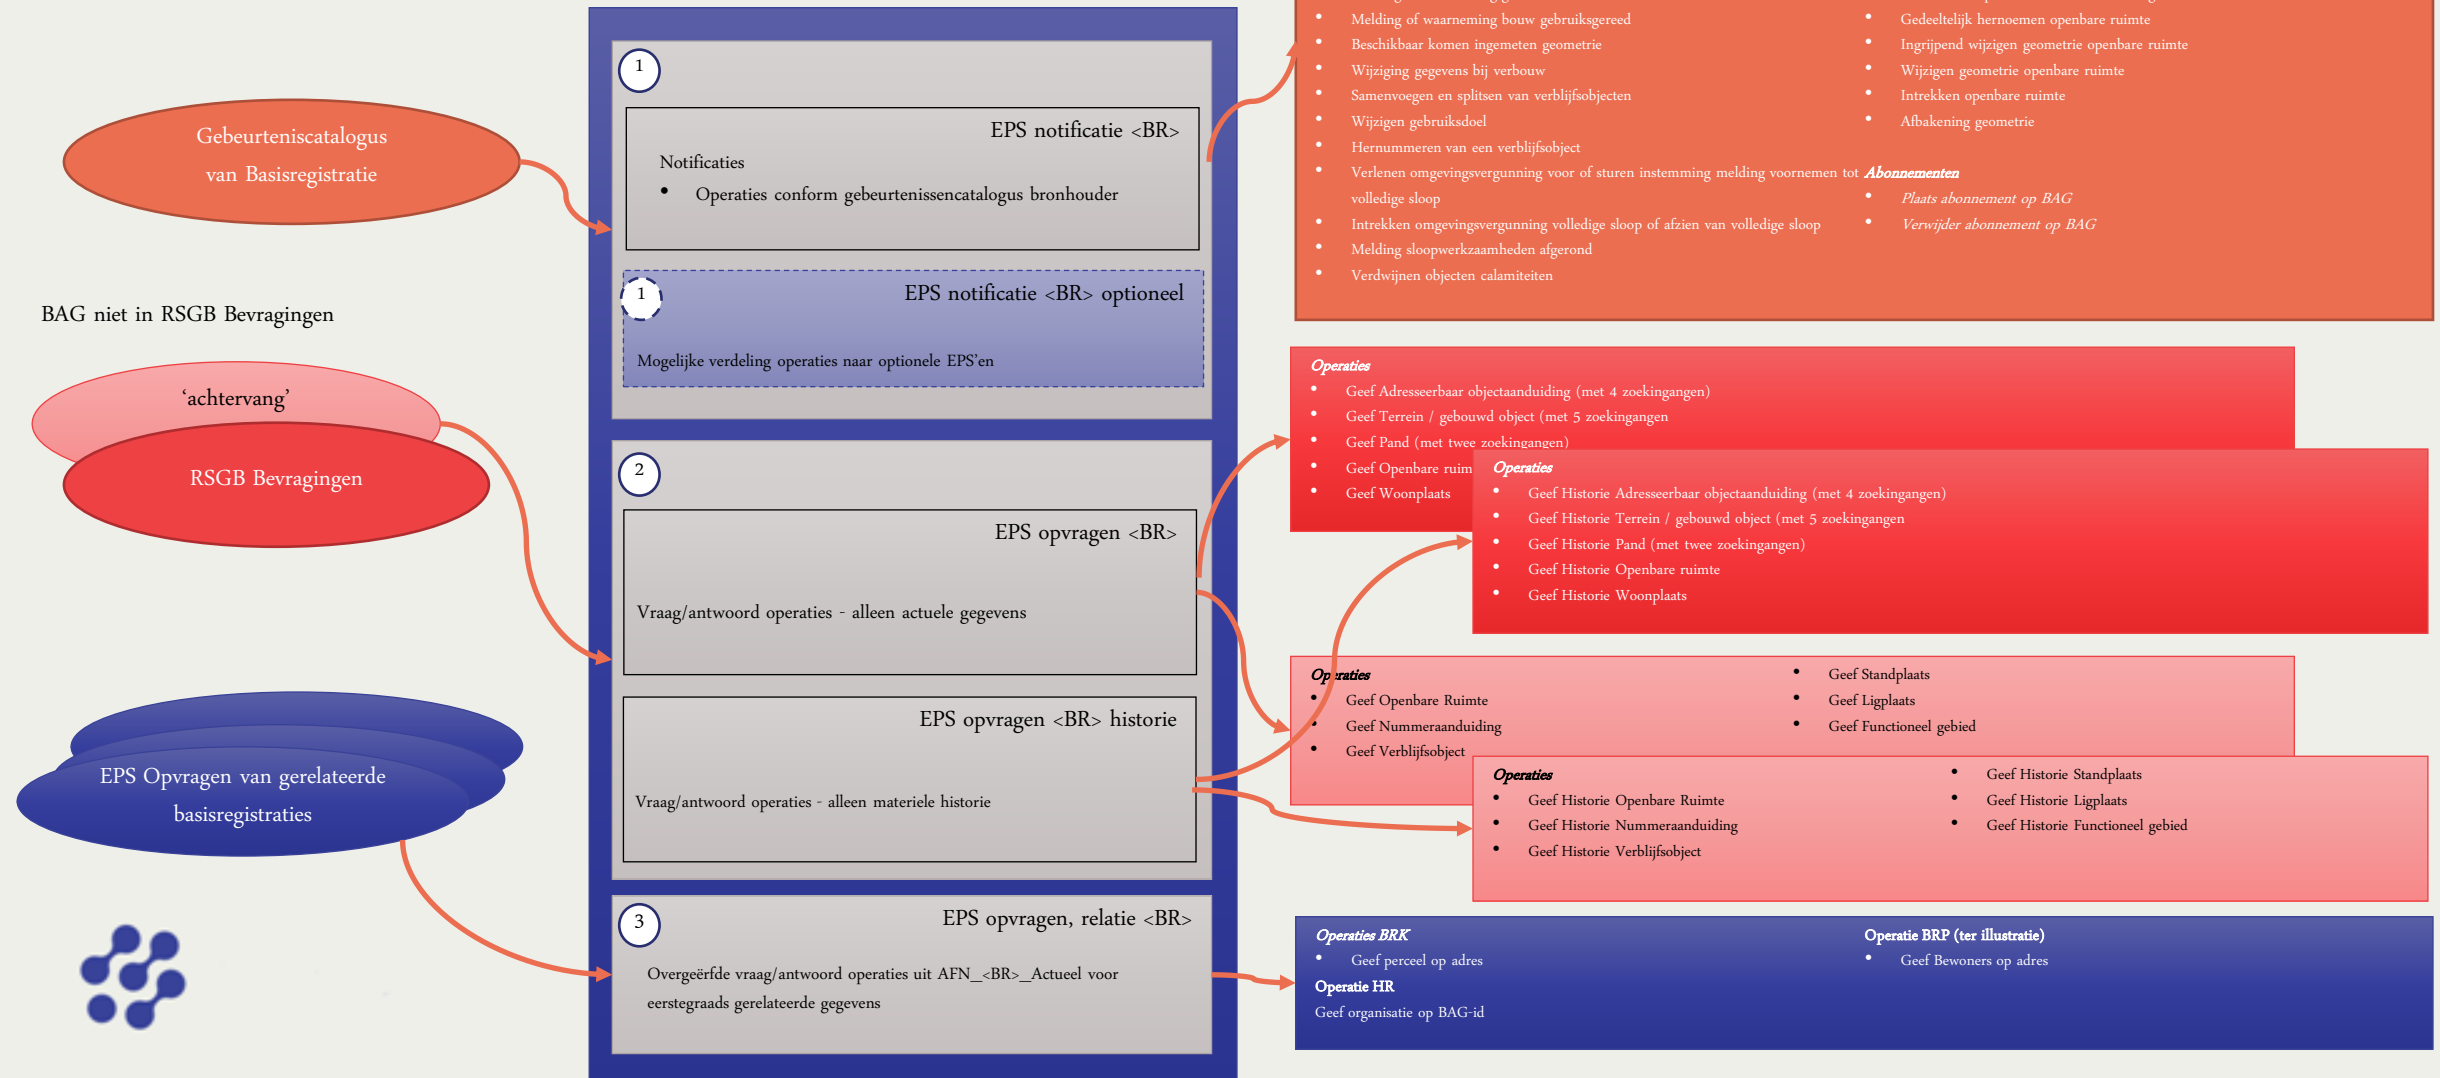 Gebeurteniscatalogus
van Basisregistratie
BAG niet in RSGB Bevragingen
‘achtervang’
RSGB Bevragingen
EPS Opvragen van gerelateerde
basisregistraties
1
EPS notificatie <BR>
Notificaties
• Operaties conform gebeurtenissencatalogus bronhouder
1
EPS notificatie <BR> optioneel
Mogelijke verdeling operaties naar optionele EPS’en
2
EPS opvragen <BR>
Vraag/antwoord operaties - alleen actuele gegevens
EPS opvragen <BR> historie
Vraag/antwoord operaties - alleen materiele historie
3
EPS opvragen, relatie <BR>
Overgeërfde vraag/antwoord operaties uit AFN_<BR>_Actueel voor
eerstegraads gerelateerde gegevens
• Melding of waarneming bouw gebruiksgereed
• Beschikbaar komen ingemeten geometrie
• Wijziging gegevens bij verbouw
• Samenvoegen en splitsen van verblijfsobjecten
• Wijzigen gebruiksdoel
• Hernummeren van een verblijfsobject
• Verlenen omgevingsvergunning voor of sturen instemming melding voornemen tot
volledige sloop
• Intrekken omgevingsvergunning volledige sloop of afzien van volledige sloop
• Melding sloopwerkzaamheden afgerond
• Verdwijnen objecten calamiteiten
• Gedeeltelijk hernoemen openbare ruimte
• Ingrijpend wijzigen geometrie openbare ruimte
• Wijzigen geometrie openbare ruimte
• Intrekken openbare ruimte
• Afbakening geometrie
Abonnementen
• Plaats abonnement op BAG
• Verwijder abonnement op BAG
Operaties
• Geef Adresseerbaar objectaanduiding (met 4 zoekingangen)
• Geef Terrein / gebouwd object (met 5 zoekingangen
• Geef Pand (met twee zoekingangen)
• Geef Openbare ruim
• Geef Woonplaats
Operaties
• Geef Historie Adresseerbaar objectaanduiding (met 4 zoekingangen)
• Geef Historie Terrein / gebouwd object (met 5 zoekingangen
• Geef Historie Pand (met twee zoekingangen)
• Geef Historie Openbare ruimte
• Geef Historie Woonplaats
Operaties
• Geef Openbare Ruimte
• Geef Nummeraanduiding
• Geef Verblijfsobject
• Geef Standplaats
• Geef Ligplaats
• Geef Functioneel gebied
Operaties
• Geef Historie Openbare Ruimte
• Geef Historie Nummeraanduiding
• Geef Historie Verblijfsobject
• Geef Historie Standplaats
• Geef Historie Ligplaats
• Geef Historie Functioneel gebied
Operaties BRK
• Geef perceel op adres
Operatie HR
Geef organisatie op BAG-id
Operatie BRP (ter illustratie)
• Geef Bewoners op adres